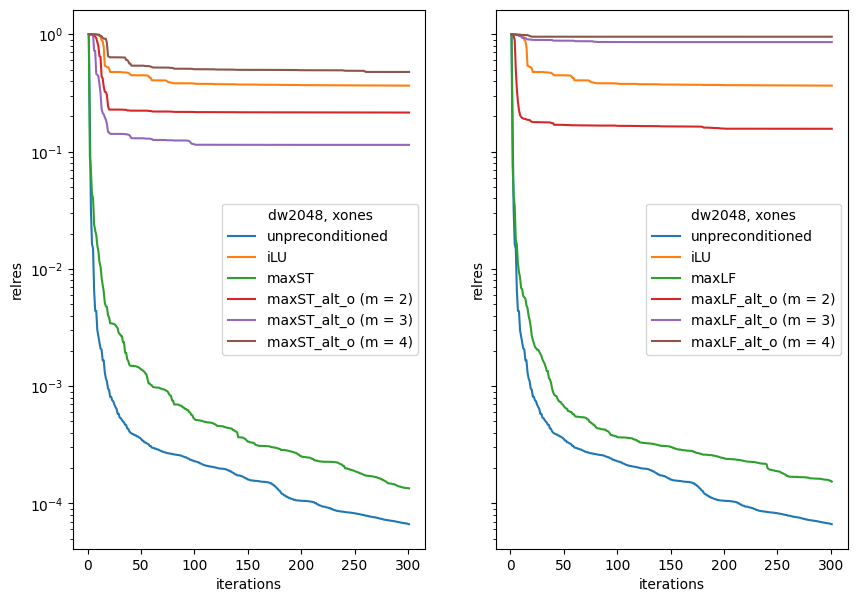 10^0
10^-1
10^-2
10^-3
10^-4
relres
0 50 100 150 200 250 300
iterations
dw2048, xones
unpreconditioned
iLU
maxST
maxST_alt_o (m = 2)
maxST_alt_o (m = 3)
maxST_alt_o (m = 4)
relres
0 50 100 150 200 250 300
iterations
dw2048, xones
unpreconditioned
iLU
maxLF
maxLF_alt_o (m = 2)
maxLF_alt_o (m = 3)
maxLF_alt_o (m = 4)